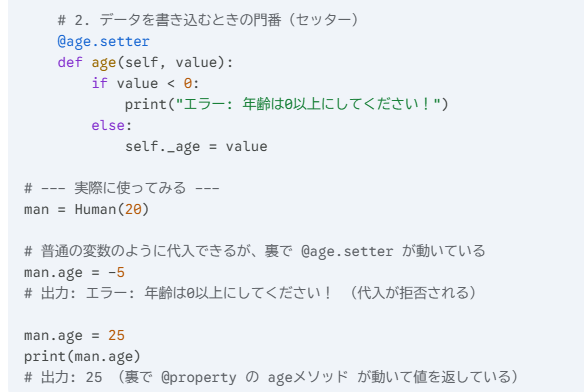 # 2. データを書き込むときの門番（セッター）
@age.setter
def age(self, value):
if value < 0:
print("エラー: 年齢は0以上にしてください！")
else:
self._age = value
# --- 実際に使ってみる ---
man = Human(20)
# 普通の変数のように代入できるが、裏で @age.setter が動いている
man.age = -5
# 出力: エラー: 年齢は0以上にしてください！ （代入が拒否される）
man.age = 25
print(man.age)
# 出力: 25 （裏で @property の ageメソッド が動いて値を返している）